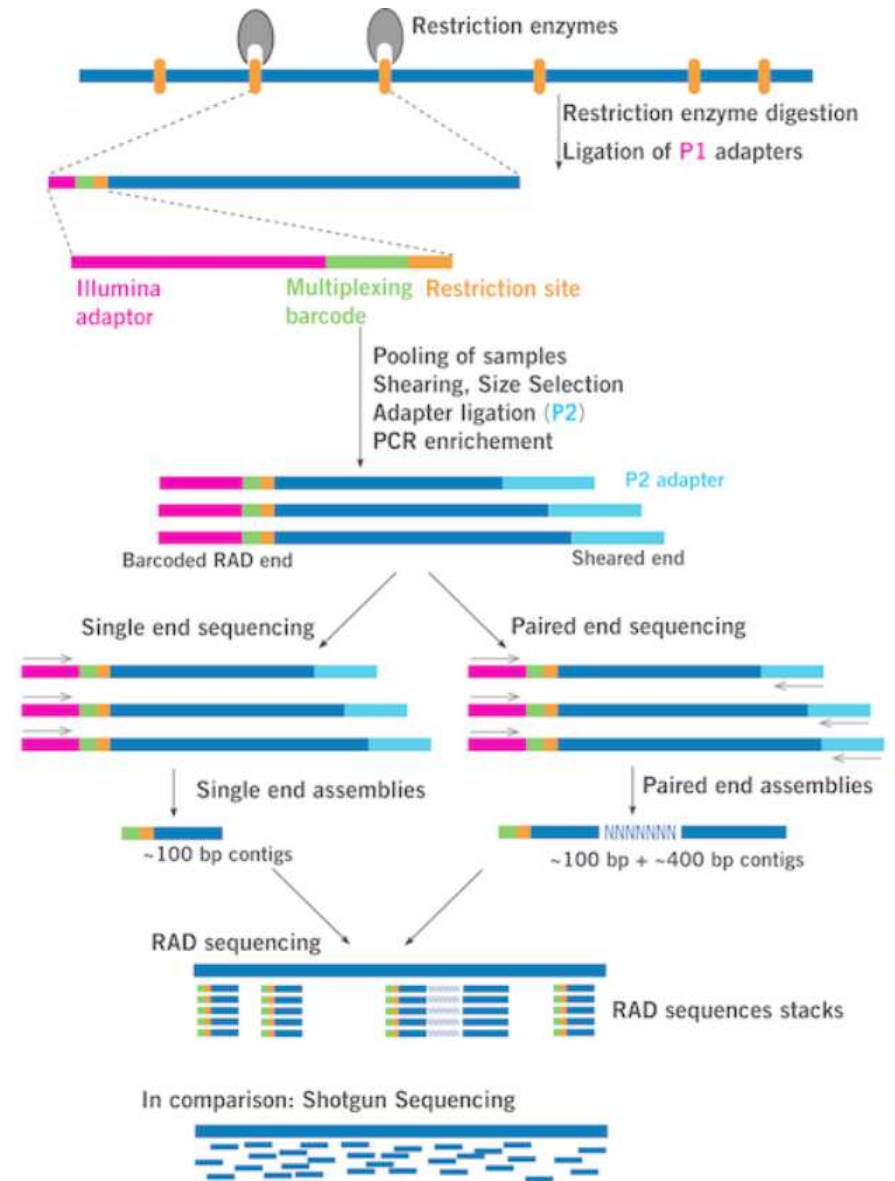 Restriction enzymes
Restriction enzyme digestion
Ligation of P1 adapters
Illumina
adaptor
Multiplexing
barcode
Restriction site
Pooling of samples
Shearing, Size Selection
Adapter ligation (P2)
PCR enrichement
P2 adapter
Barcoded RAD end
Sheared end
Single end sequencing
Paired end sequencing
Single end assemblies
Paired end assemblies
NNNNNNN
~100 bp contigs
~100 bp + ~400 bp contigs
RAD sequencing
RAD sequences stacks
In comparison: Shotgun Sequencing